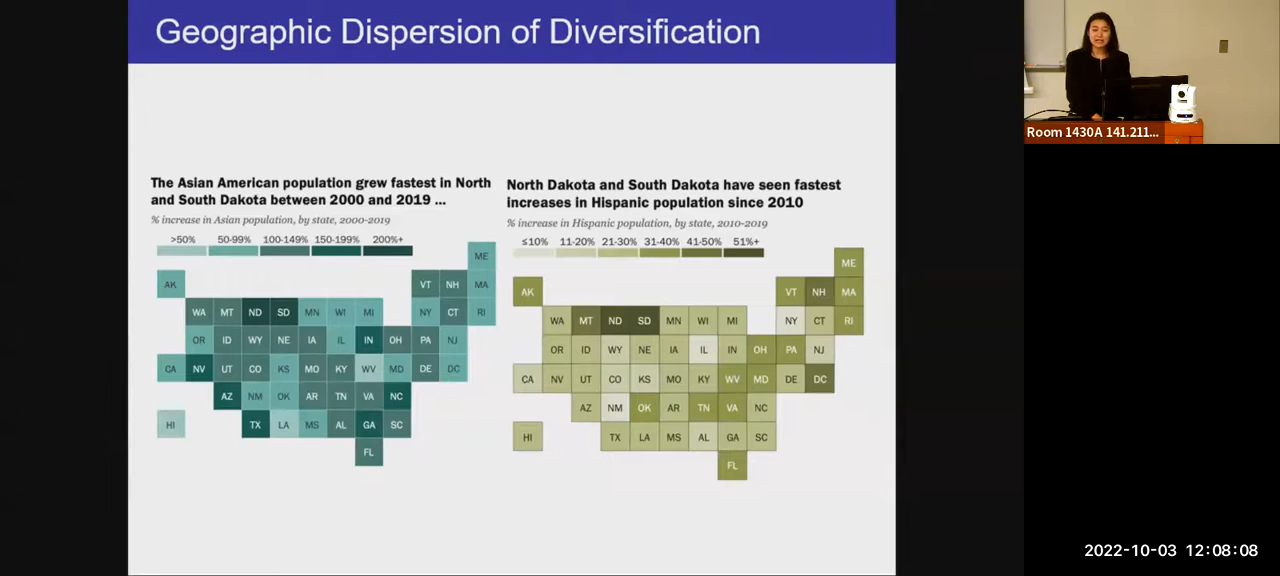 Geographic Dispersion of Diversification
The Asian American population grew fastest in North
and South Dakota between 2000 and 2019 ...
% increase in Asian population, by state, 2000-2019
>50% 50-99% 100-149% 150-199% 200%+
ME
AK VT NH MA
WA MT ND SD MN WI MI NY CT RI
OR ID WY NE IA IL IN OH PA NJ
CA NV UT CO KS MO KY WV MD DE DC
AZ NM OK AR TN VA NC
HI TX LA MS AL GA SC
FL
North Dakota and South Dakota have seen fastest
increases in Hispanic population since 2010
% increase in Hispanic population, by state, 2010-2019
≤10% 11-20% 21-30% 31-40% 41-50% 51%+
ME
AK VT NH MA
WA MT ND SD MN WI MI NY CT RI
OR ID WY NE IA IL IN OH PA NJ
CA NV UT CO KS MO KY WV MD DE DC
AZ NM OK AR TN VA NC
HI TX LA MS AL GA SC
FL
Room 1430A 141.211...
2022-10-03 12:08:08